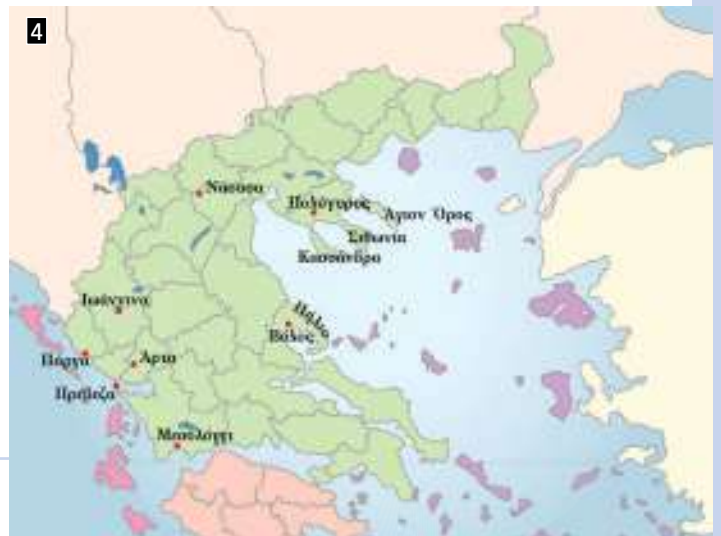 4
Νάουσα
Πολύγυρος
Άγιον Όρος
Σιθωνία
Κασσάνδρα
Ιωάννινα
Πήλιο
Βόλος
Πάργα
Άρτα
Πρέβεζα
Μεσολόγγι